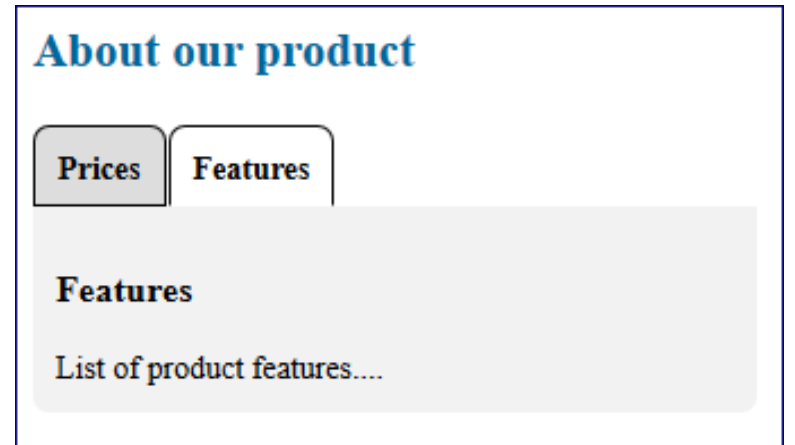 About our product
Prices Features
Features
List of product features....